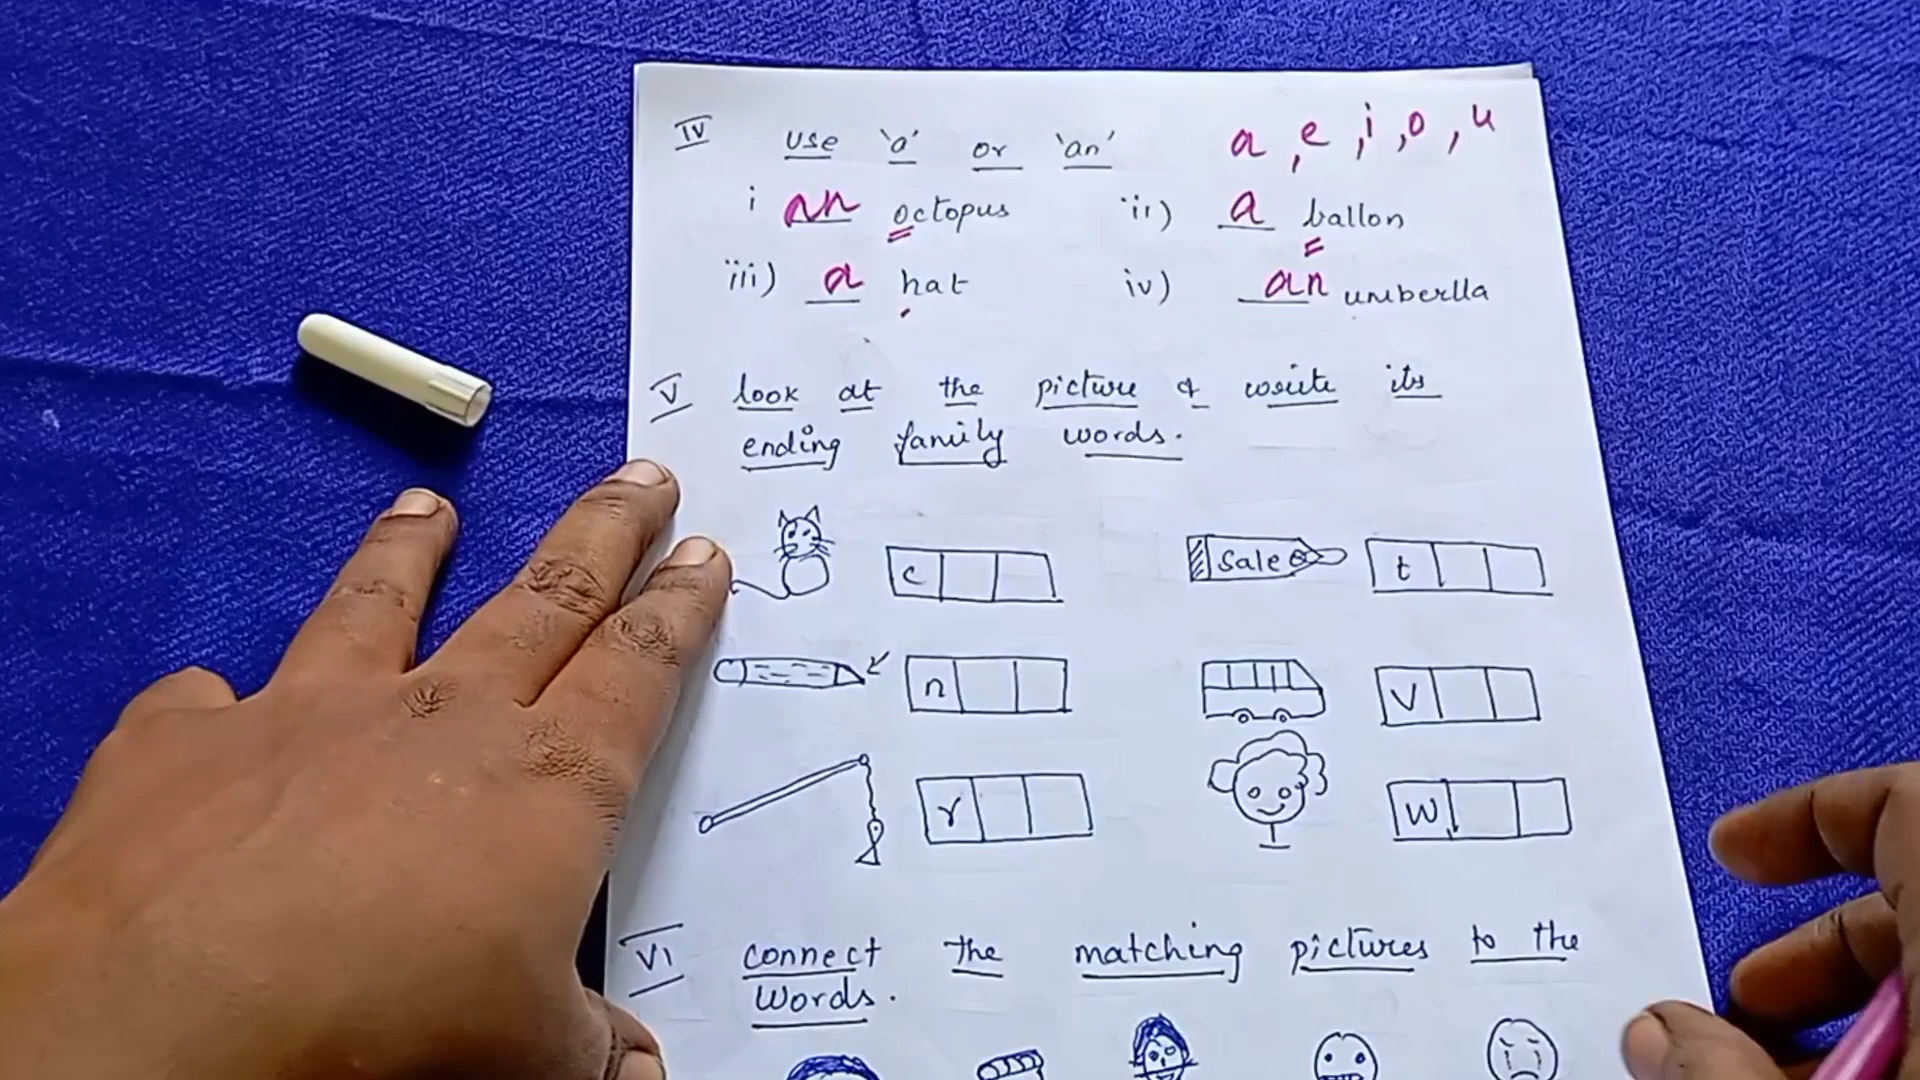 IV use 'a' or 'an' a, e, i, o, u
i an octopus ii) a ballon
iii) a hat iv) an umberlla
V look at the picture & write its
ending family words.
c Sale t
n v
r w
VI connect the matching pictures to the
words.